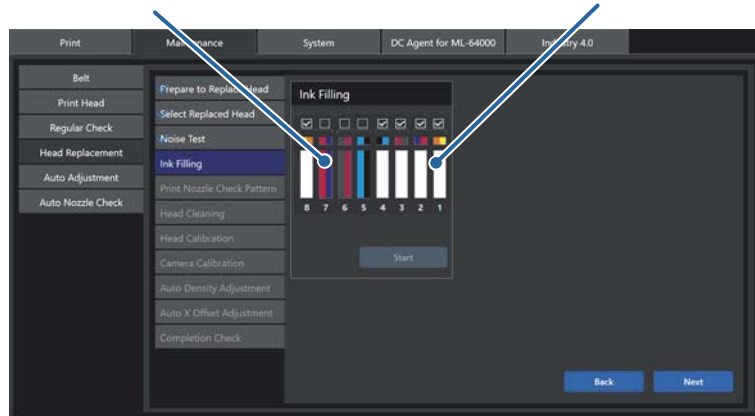 Print Maintenance System DC Agent for ML-64000 Industry 4.0
Belt
Print Head
Regular Check
Head Replacement
Auto Adjustment
Auto Nozzle Check
Prepare to Replace Head
Select Replaced Head
Noise Test
Ink Filling
Print Nozzle Check Pattern
Head Cleaning
Head Calibration
Camera Calibration
Auto Density Adjustment
Auto X Offset Adjustment
Completion Check
Ink Filling
8 7 6 5 4 3 2 1
Start
Back Next